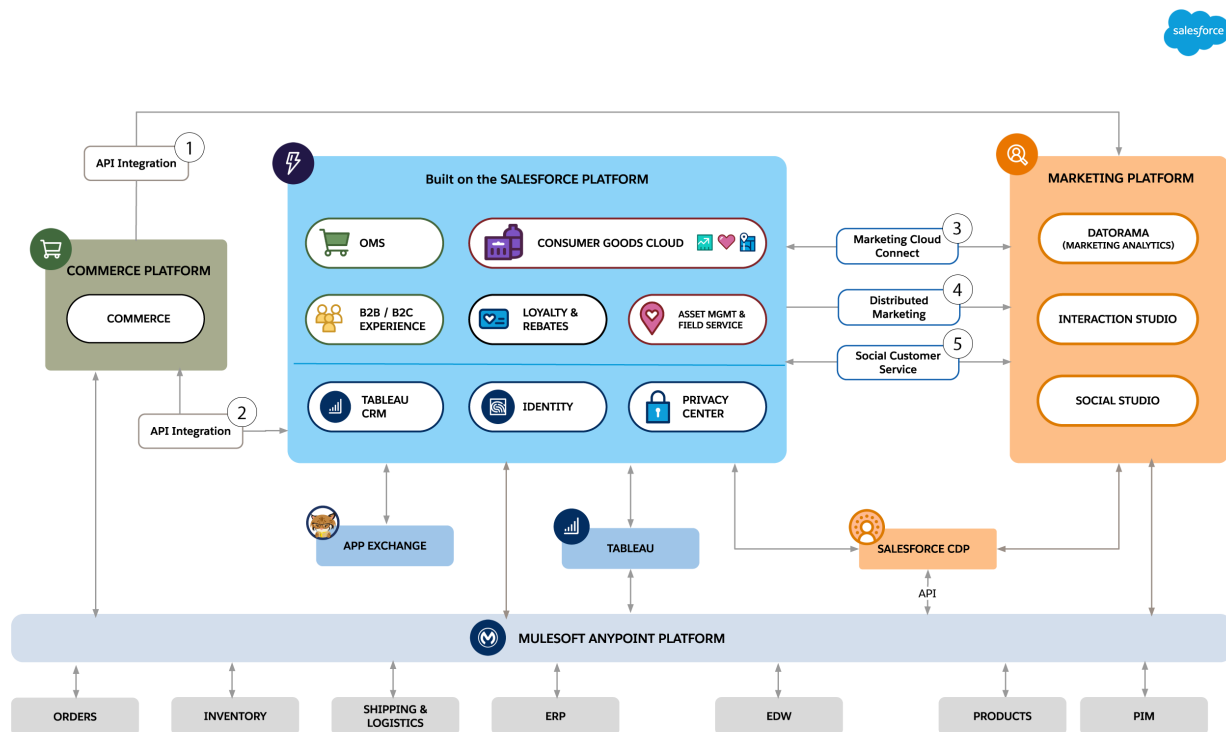 salesforce
1
API Integration
Built on the SALESFORCE PLATFORM
MARKETING PLATFORM
OMS
CONSUMER GOODS CLOUD
3
Marketing Cloud
Connect
DATORAMA
(MARKETING ANALYTICS)
COMMERCE PLATFORM
COMMERCE
B2B / B2C
EXPERIENCE
LOYALTY &
REBATES
ASSET MGMT &
FIELD SERVICE
4
Distributed
Marketing
INTERACTION STUDIO
5
Social Customer
Service
2
API Integration
TABLEAU
CRM
IDENTITY
PRIVACY
CENTER
SOCIAL STUDIO
APP EXCHANGE
TABLEAU
SALESFORCE CDP
API
MULESOFT ANYPOINT PLATFORM
ORDERS
INVENTORY
SHIPPING &
LOGISTICS
ERP
EDW
PRODUCTS
PIM